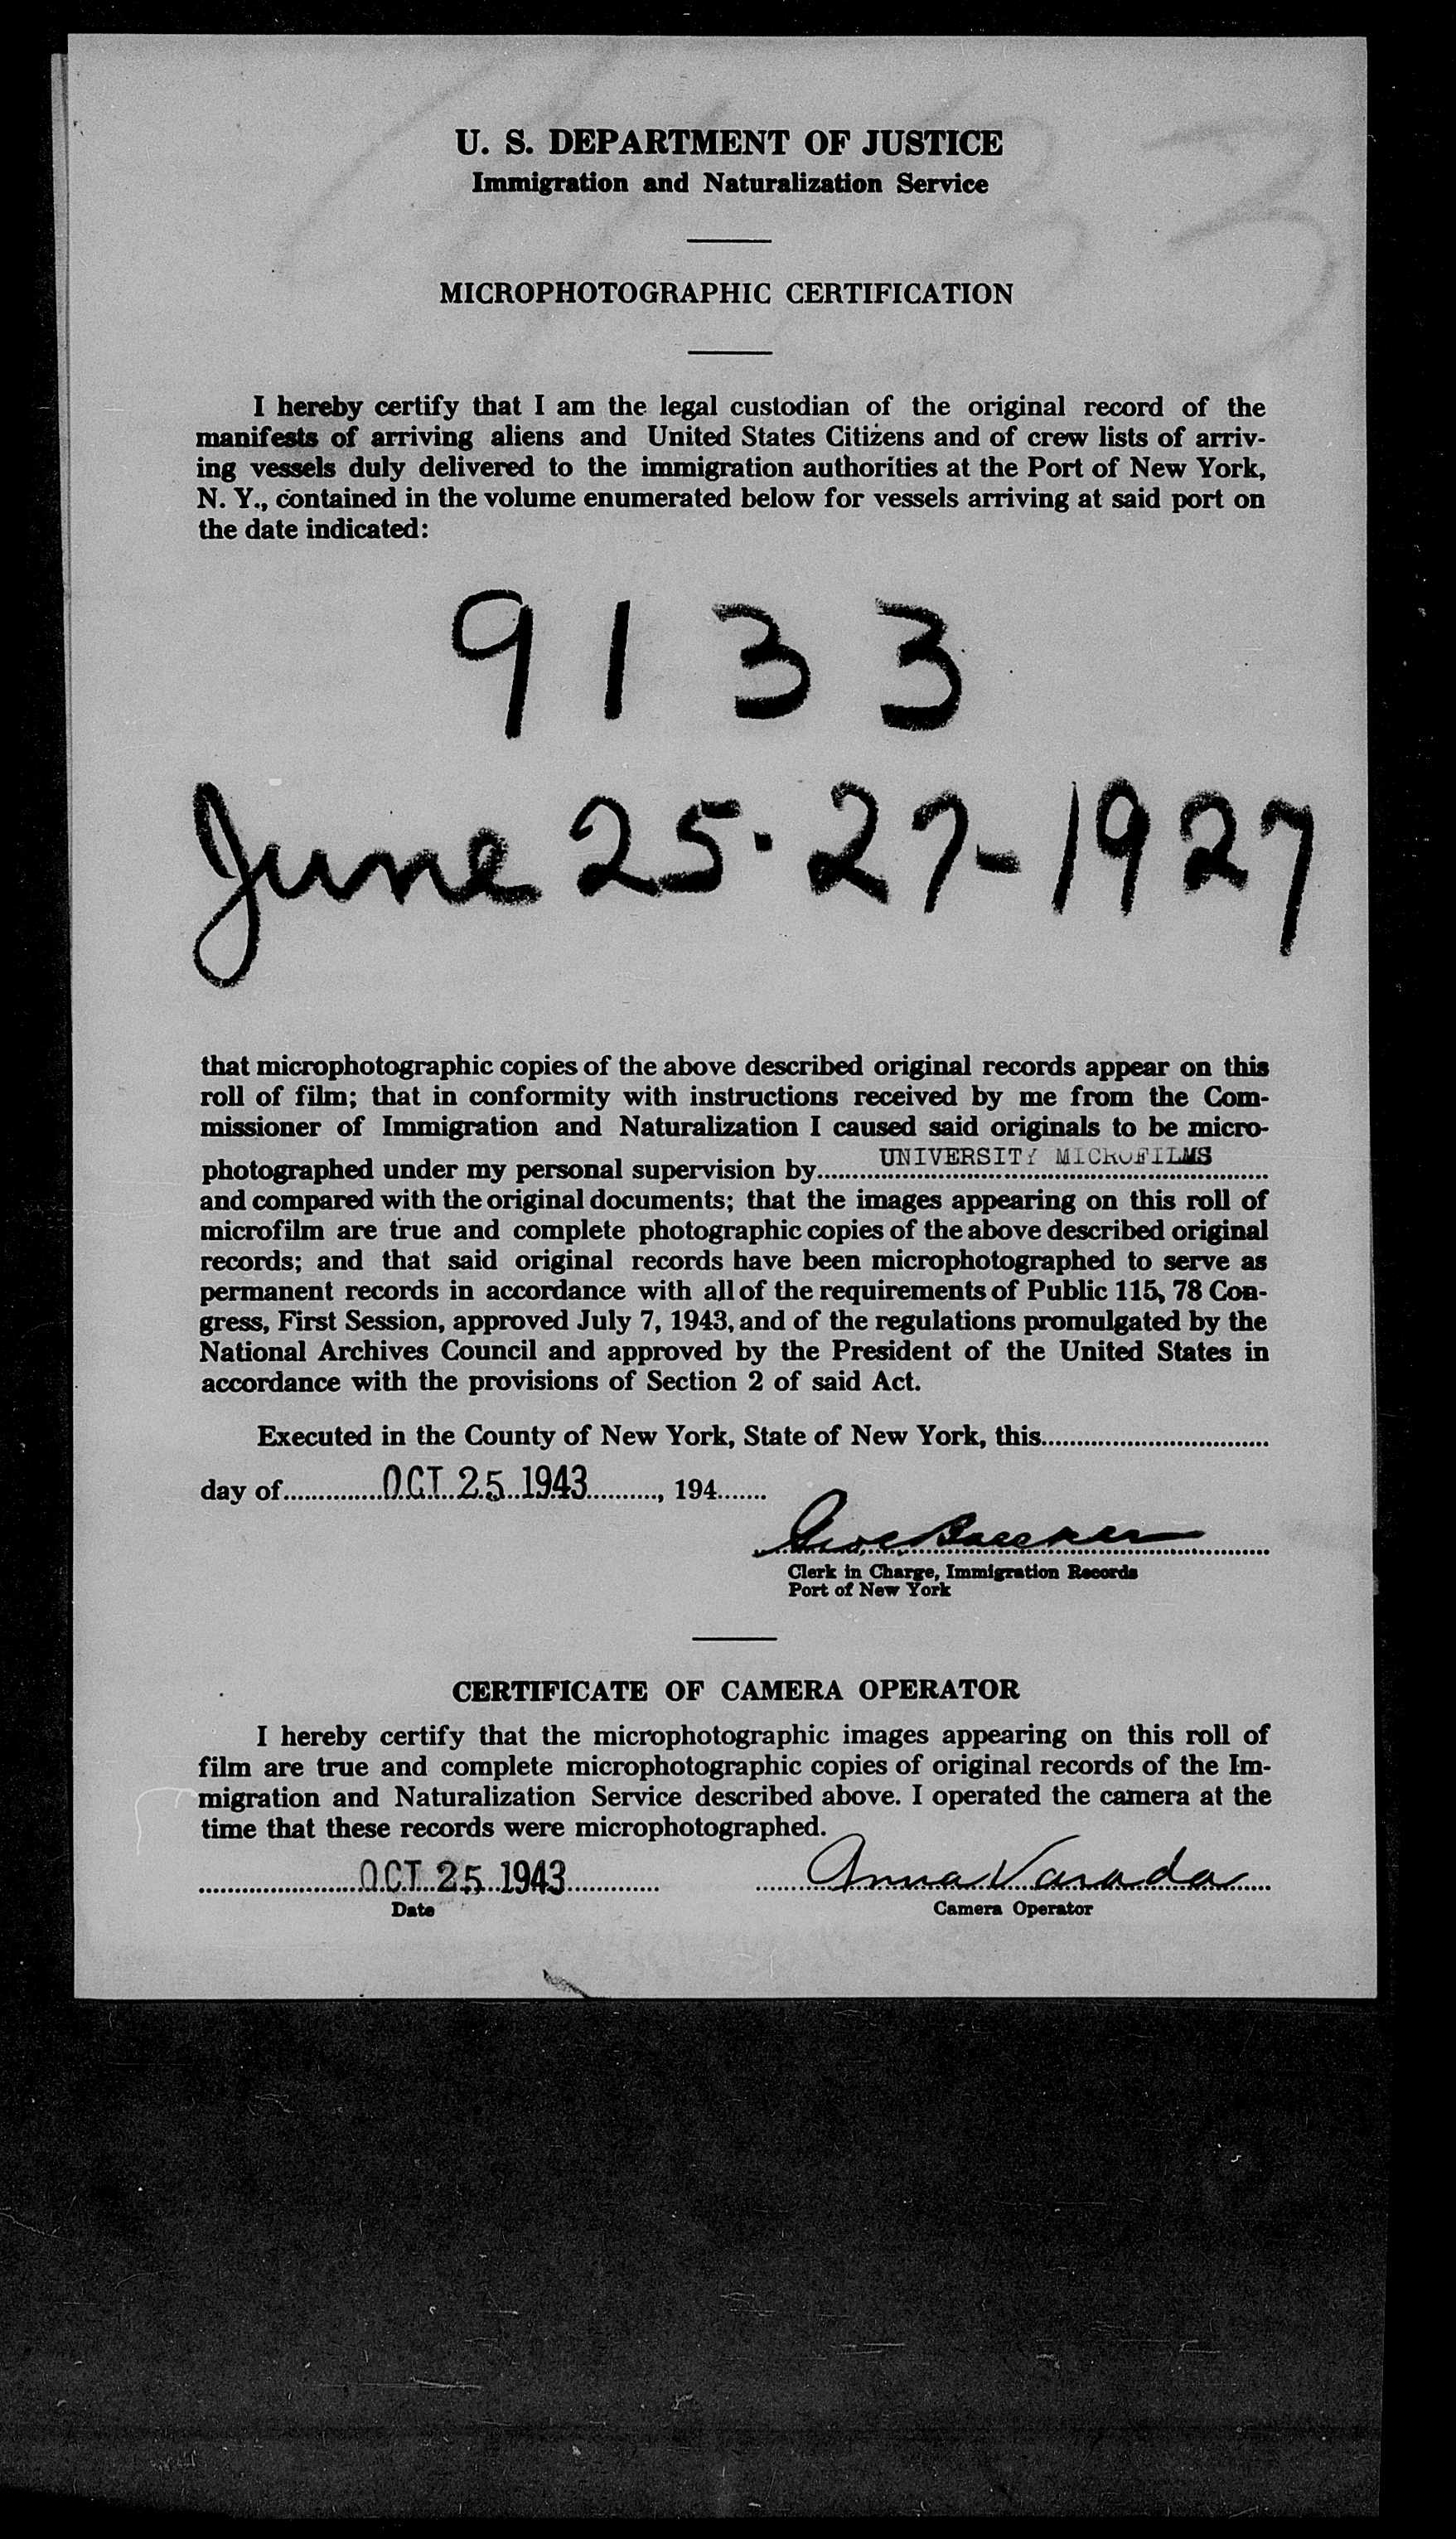 U. S. DEPARTMENT OF JUSTICE
Immigration and Naturalization Service
MICROPHOTOGRAPHIC CERTIFICATION
I hereby certify that I am the legal custodian of the original record of the
manifests of arriving aliens and United States Citizens and of crew lists of arriv-
ing vessels duly delivered to the immigration authorities at the Port of New York,
N. Y., contained in the volume enumerated below for vessels arriving at said port on
the date indicated:
9133
June 25·27-1927
that microphotographic copies of the above described original records appear on this
roll of film; that in conformity with instructions received by me from the Com-
missioner of Immigration and Naturalization I caused said originals to be micro-
photographed under my personal supervision by UNIVERSITY MICROFILMS
and compared with the original documents; that the images appearing on this roll of
microfilm are true and complete photographic copies of the above described original
records; and that said original records have been microphotographed to serve as
permanent records in accordance with all of the requirements of Public 115, 78 Con-
gress, First Session, approved July 7, 1943, and of the regulations promulgated by the
National Archives Council and approved by the President of the United States in
accordance with the provisions of Section 2 of said Act.
Executed in the County of New York, State of New York, this
day of OCT 25 1943, 194
Clerk in Charge, Immigration Records
Port of New York
CERTIFICATE OF CAMERA OPERATOR
I hereby certify that the microphotographic images appearing on this roll of
film are true and complete microphotographic copies of original records of the Im-
migration and Naturalization Service described above. I operated the camera at the
time that these records were microphotographed.
OCT 25 1943 Anna Varada
Date Camera Operator